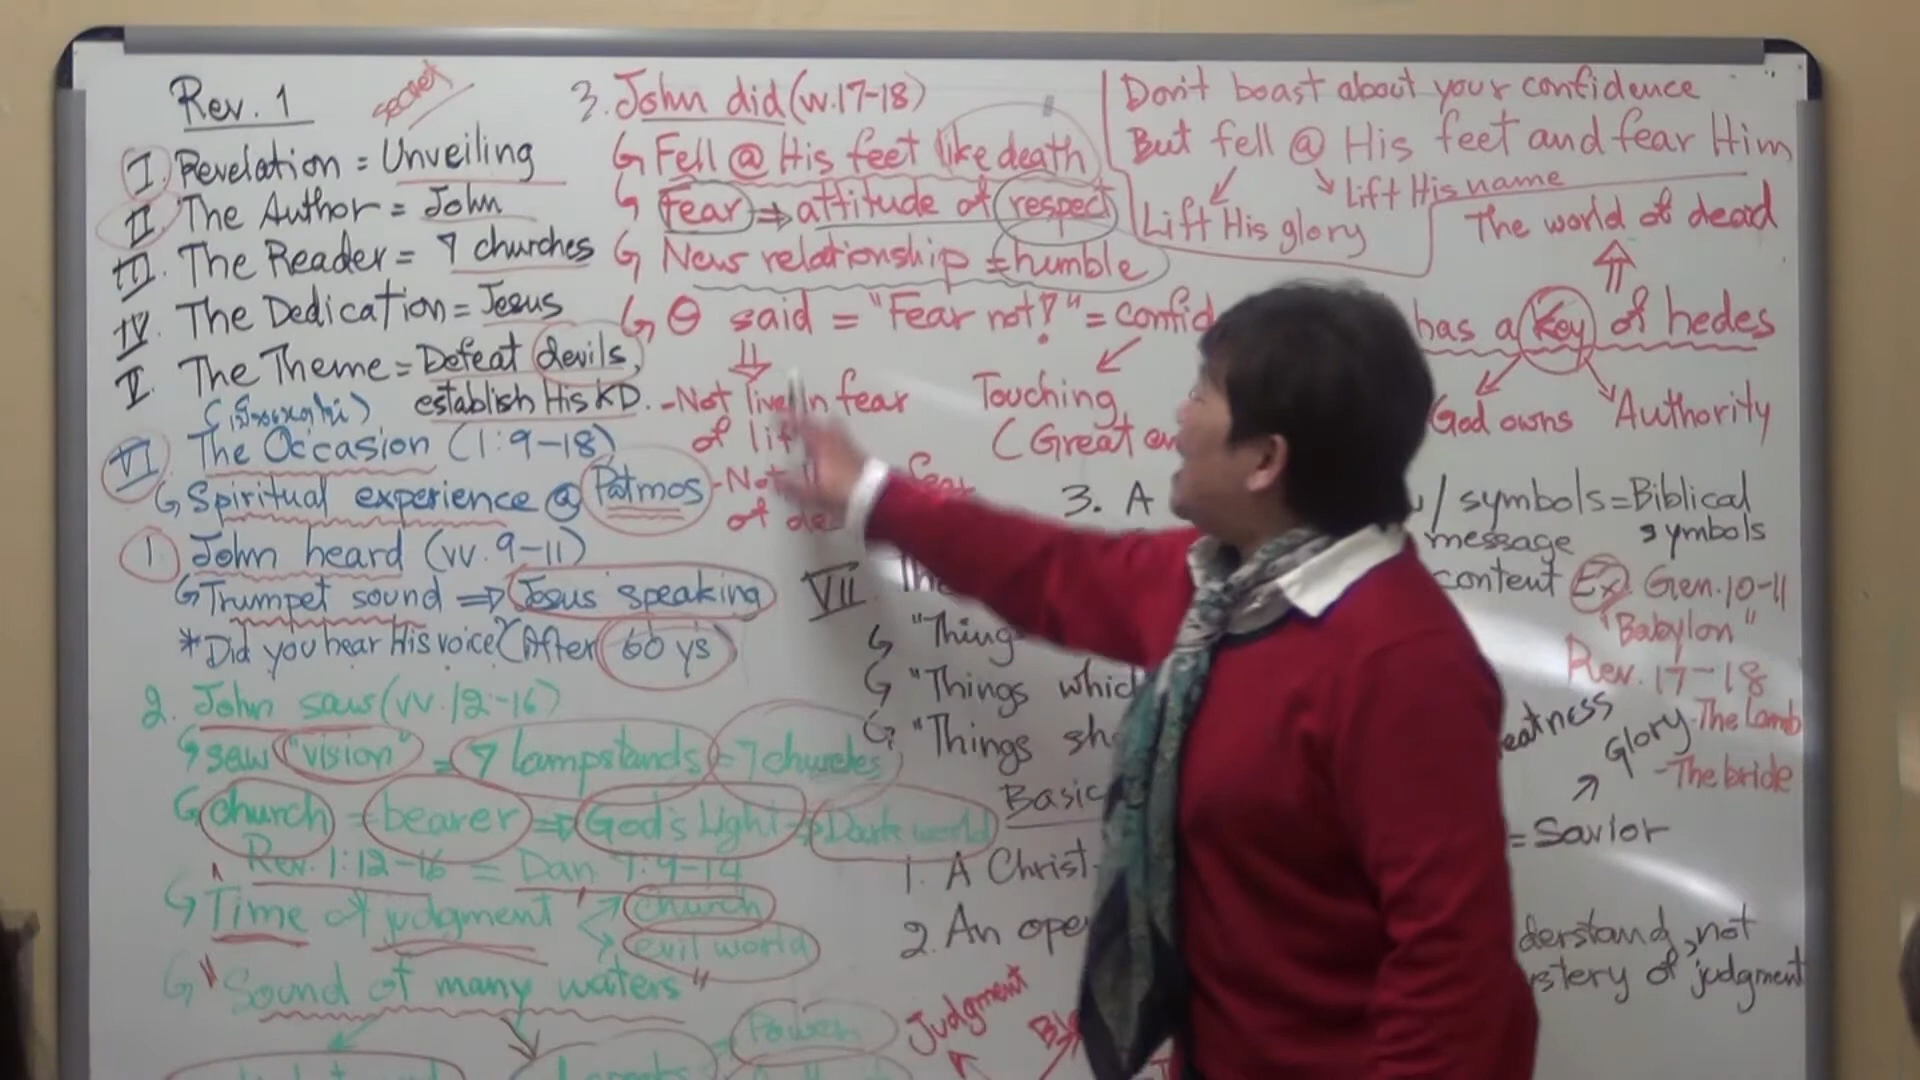 Rev. 1
secret
I. Revelation = Unveiling
II. The Author = John
III. The Reader = 7 churches
IV. The Dedication = Jesus
V. The Theme = Defeat devils,
establish His KD.
VI. The Occasion (1:9-18)
Spiritual experience @ Patmos
1. John heard (vv. 9-11)
Trumpet sound ⇒ Jesus speaking
*Did you hear His voice? (After 60 ys)
2. John saw (vv. 12-16)
saw "vision" = 7 lampstands = 7 churches
church = bearer ⇒ God's Light ⇒ Dark world
Rev. 1:12-16 = Dan 7:9-14
Time of judgment
church
evil world
"Sound of many waters"
Power
3. John did (vv. 17-18)
Fell @ His feet like death
fear ⇒ attitude of respect
New relationship = humble
said = "Fear not!" = confid
-Not live in fear
of
-Not
of
Touching
(Great
Don't boast about your confidence
But fell @ His feet and fear Him
Lift His name
Lift His glory
The world of dead
has a Key of hedes
God owns
Authority
3. A
/ symbols = Biblical
symbols
message
content
Ex. Gen. 10-11
"Babylon"
Rev. 17-18
-The Lamb
-The bride
VII.
"Thing
"Things which
"Things sh
Basic
1. A Christ-
2. An ope
Judgment
eatness
Glory
= Savior
derstand, not
ystery of judgment